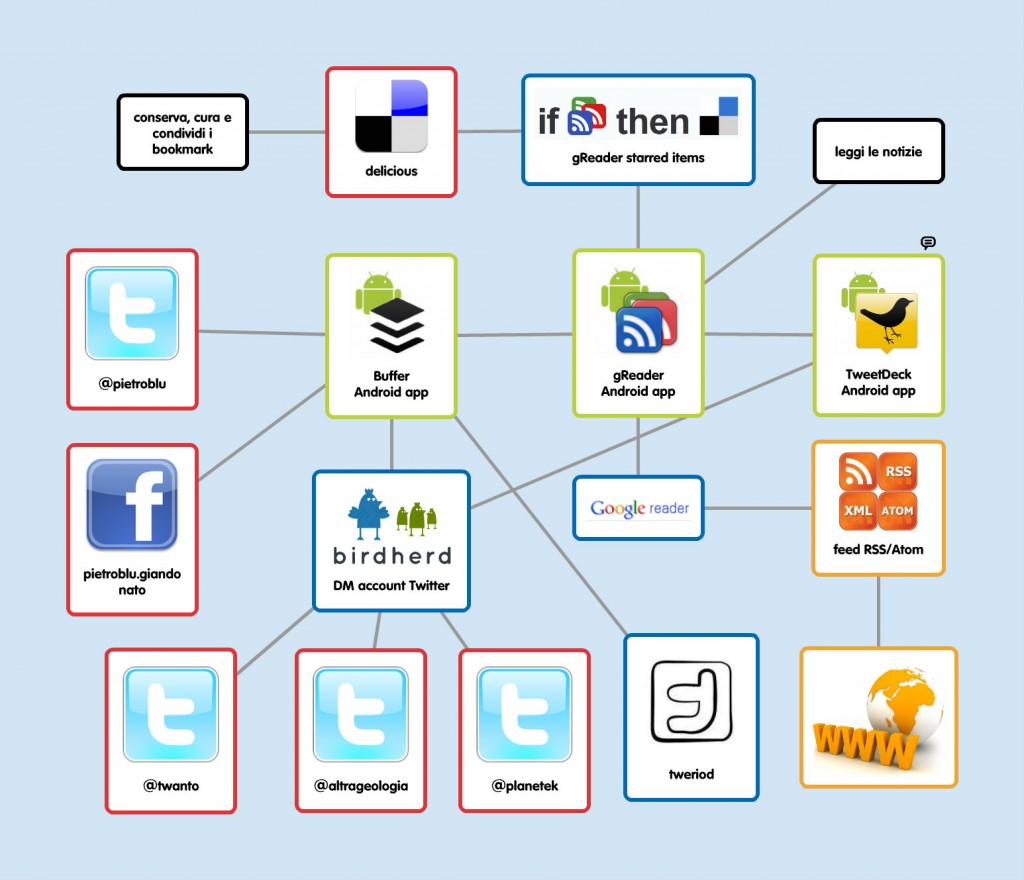 conserva, cura e
condividi i
bookmark
delicious
if then
gReader starred items
leggi le notizie
@pietroblu
Buffer
Android app
gReader
Android app
TweetDeck
Android app
pietroblu.giando
nato
birdherd
DM account Twitter
Google reader
RSS
XML ATOM
feed RSS/Atom
@twanto
@altrageologia
@planetek
tweriod
WWW